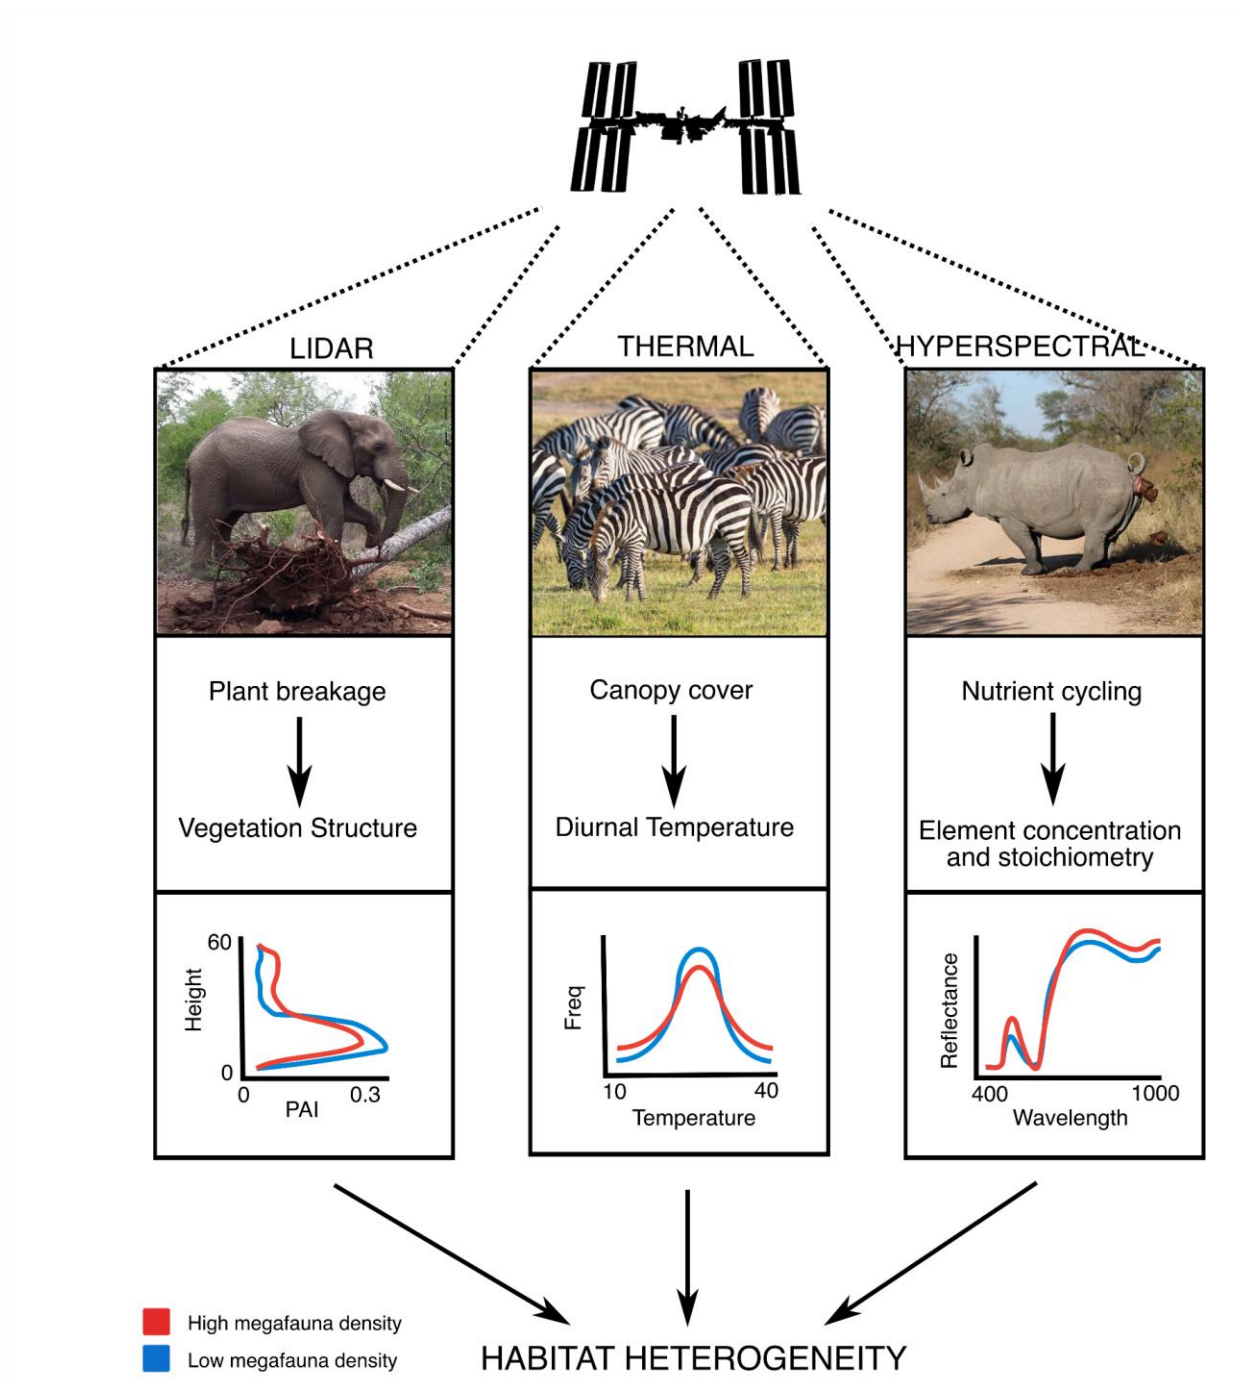 LIDAR
THERMAL
HYPERSPECTRAL
Plant breakage
Vegetation Structure
Canopy cover
Diurnal Temperature
Nutrient cycling
Element concentration
and stoichiometry
60
Height
0
0
0.3
PAI
Freq
10
40
Temperature
Reflectance
400
1000
Wavelength
High megafauna density
Low megafauna density
HABITAT HETEROGENEITY